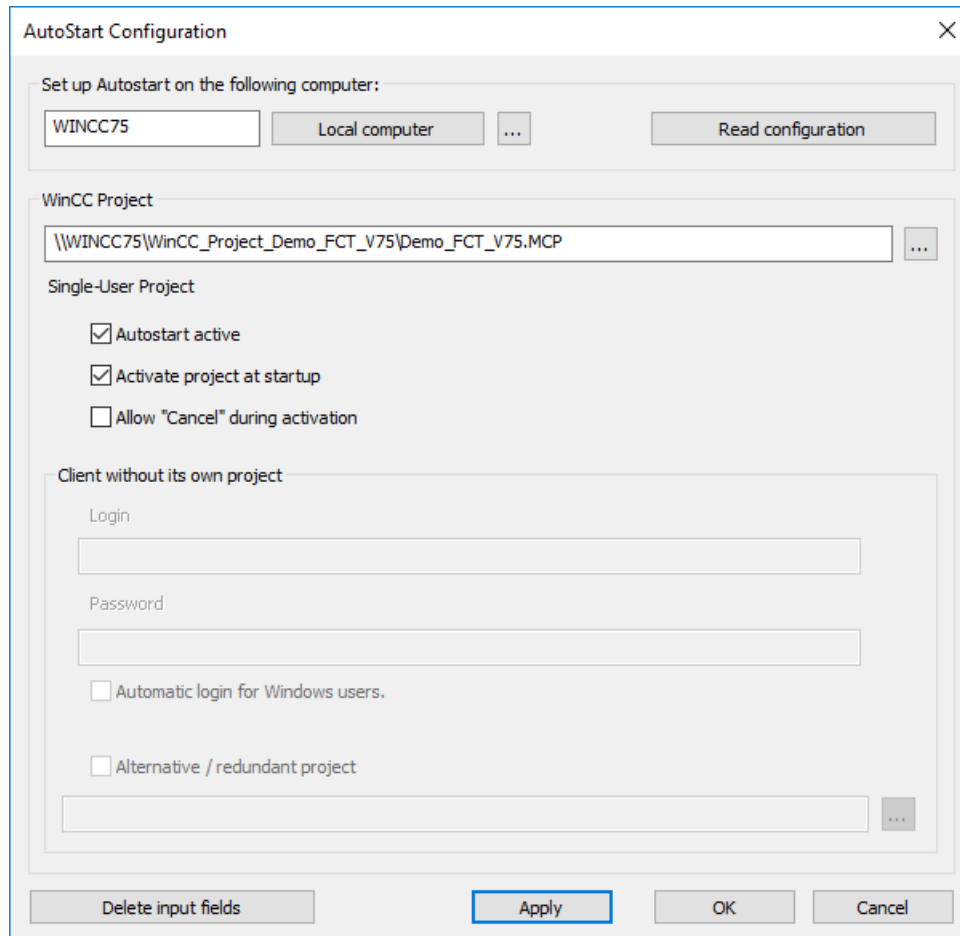 AutoStart Configuration
Set up Autostart on the following computer:
WINCC75
Local computer
...
Read configuration
WinCC Project
\\WINCC75\WinCC_Project_Demo_FCT_V75\Demo_FCT_V75.MCP
...
Single-User Project
Autostart active
Activate project at startup
Allow "Cancel" during activation
Client without its own project
Login
Password
Automatic login for Windows users.
Alternative / redundant project
...
Delete input fields
Apply
OK
Cancel